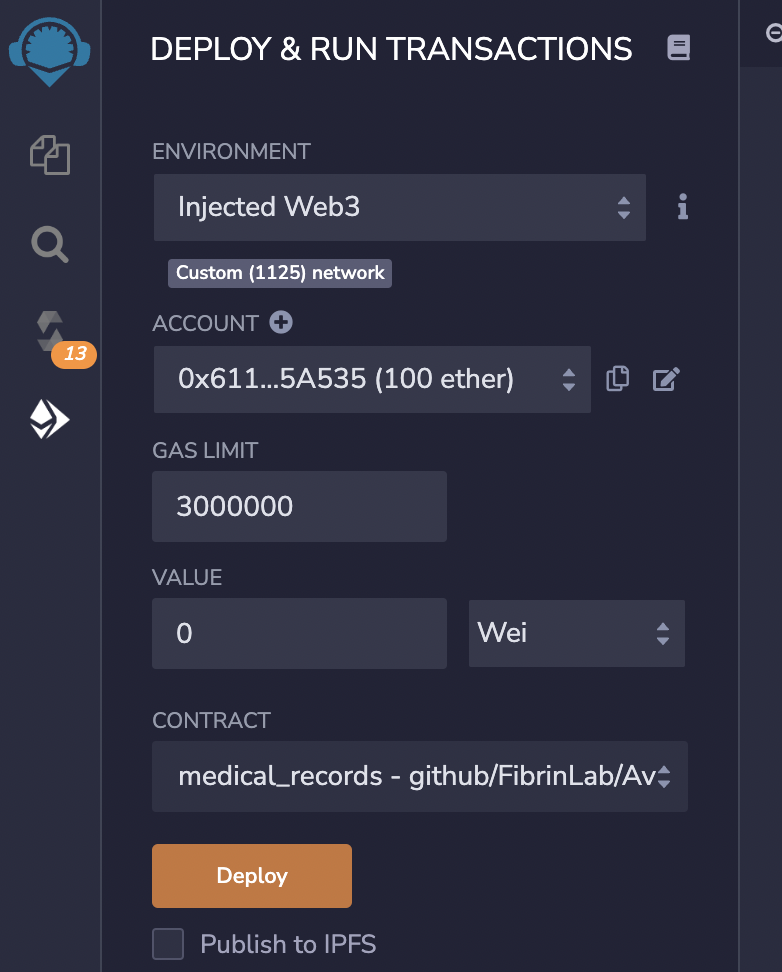 DEPLOY & RUN TRANSACTIONS
ENVIRONMENT
Injected Web3
Custom (1125) network
ACCOUNT
0x611...5A535 (100 ether)
13
GAS LIMIT
3000000
VALUE
0
Wei
CONTRACT
medical_records - github/FibrinLab/Av
Deploy
Publish to IPFS